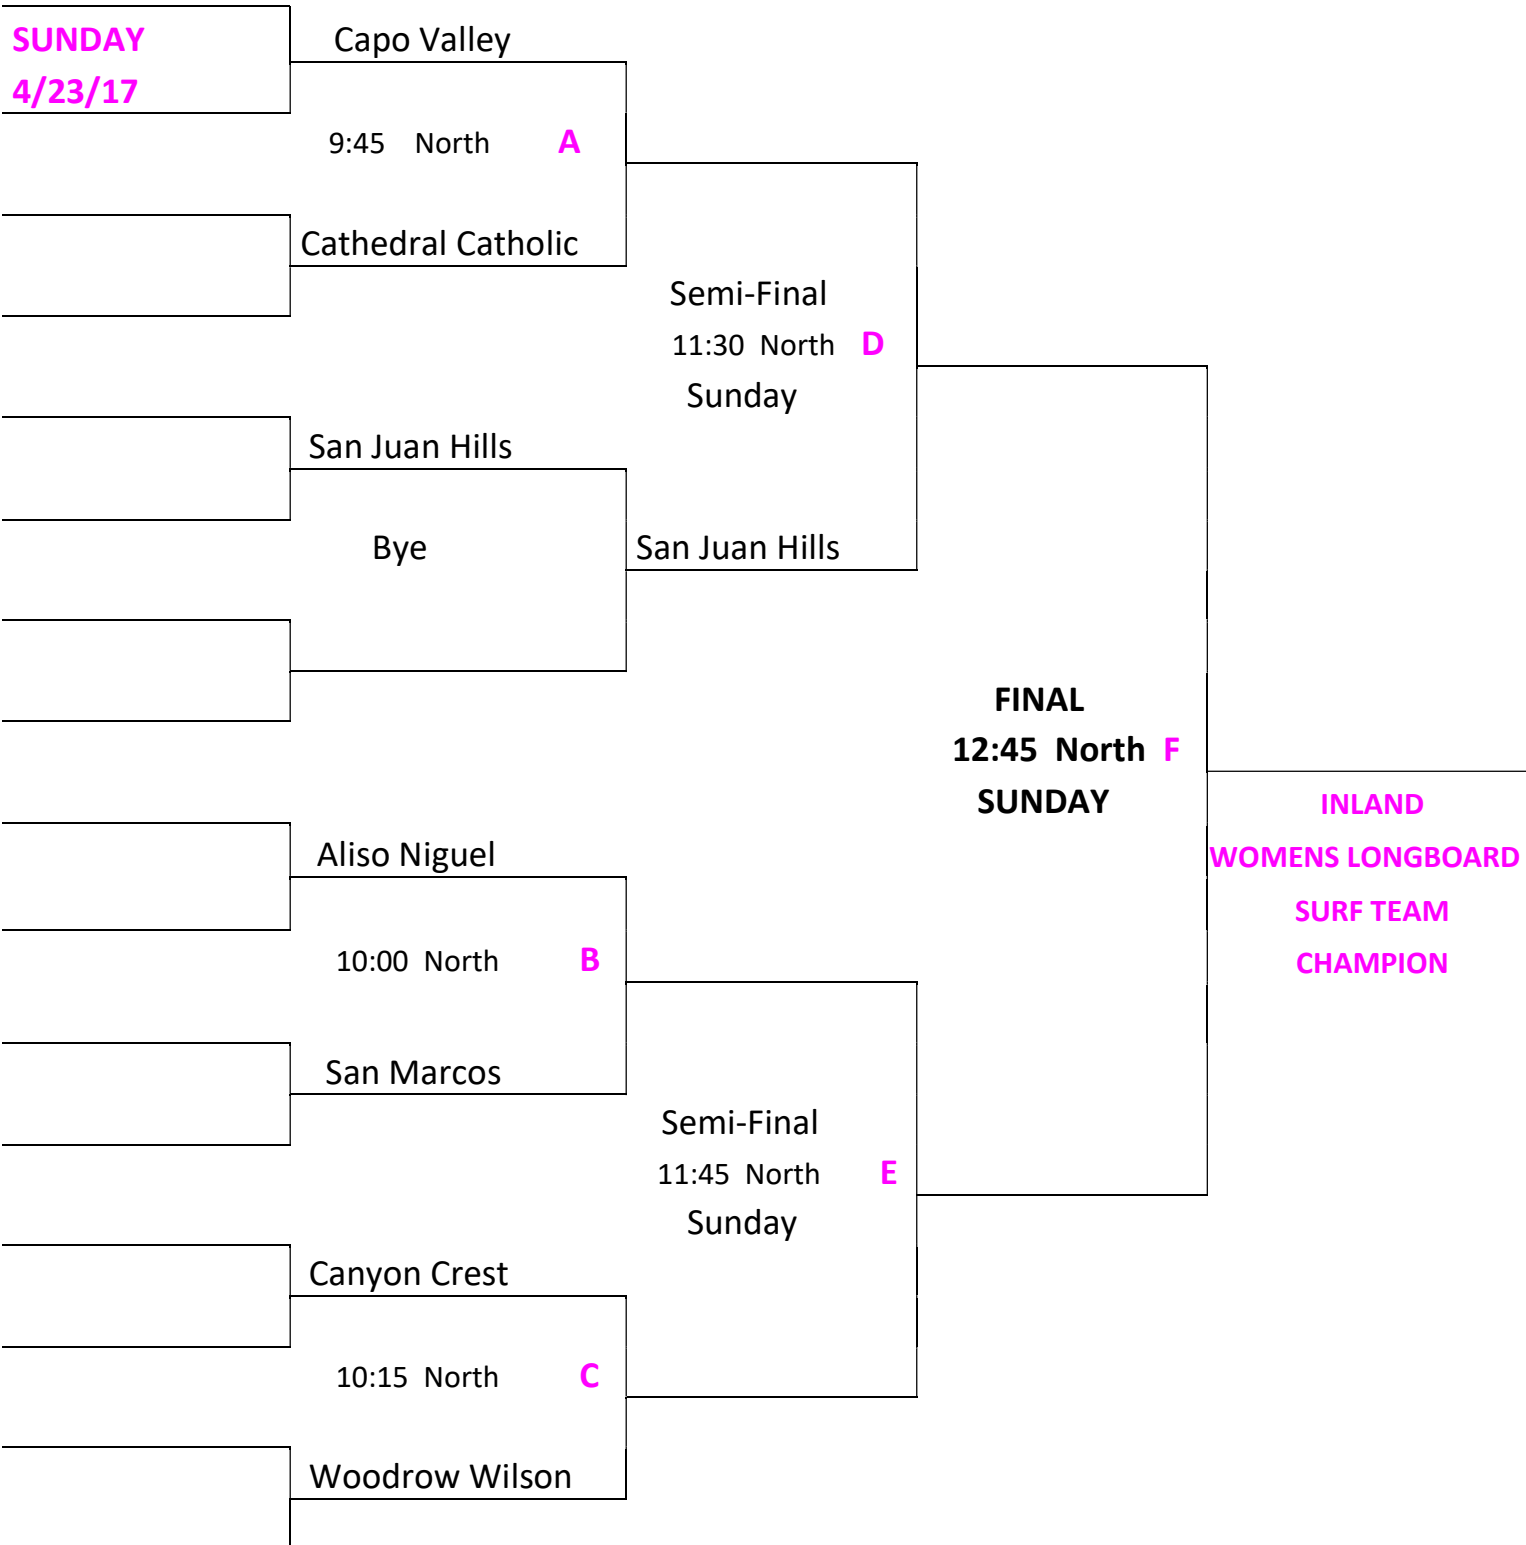 SUNDAY
4/23/17
Capo Valley
9:45 North A
Cathedral Catholic
Semi-Final
11:30 North D
Sunday
San Juan Hills
Bye
San Juan Hills
FINAL
12:45 North F
SUNDAY
INLAND
WOMENS LONGBOARD
SURF TEAM
CHAMPION
Aliso Niguel
10:00 North B
San Marcos
Semi-Final
11:45 North E
Sunday
Canyon Crest
10:15 North C
Woodrow Wilson